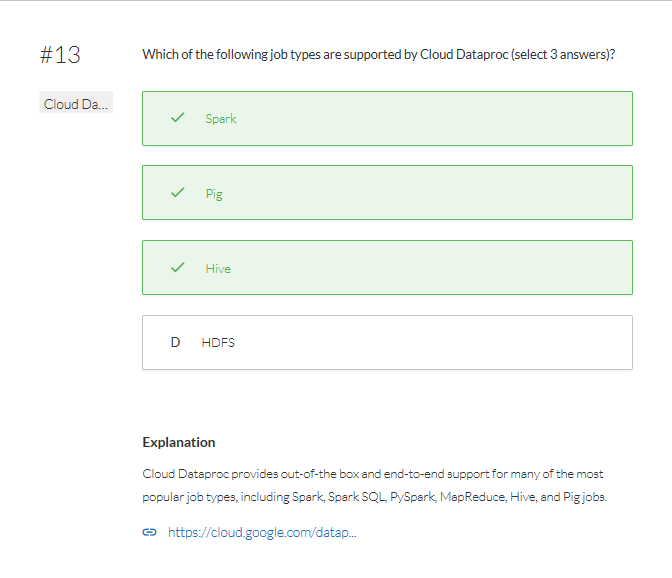 #13
Which of the following job types are supported by Cloud Dataproc (select 3 answers)?
Cloud Da...
Spark
Pig
Hive
D HDFS
Explanation
Cloud Dataproc provides out-of-the box and end-to-end support for many of the most
popular job types, including Spark, Spark SQL, PySpark, MapReduce, Hive, and Pig jobs.
https://cloud.google.com/datap...